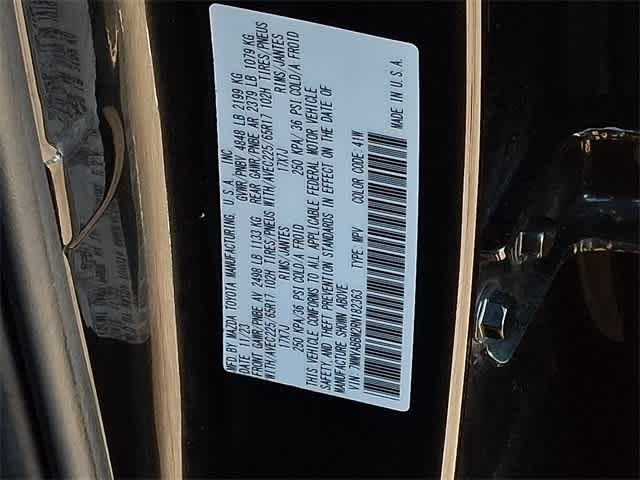 MFD. BY MAZDA TOYOTA MANUFACTURING, U.S.A., INC.
DATE: 11/23 GVWR/PNBV 4848 LB 2199 KG
FRONT GAWR/PNBE AV 2498 LB 1133 KG REAR GAWR/PNBE AR 2379 LB 1079 KG
WITH/AVEC225/65R17 102H TIRES/PNEUS WITH/AVEC225/65R17 102H TIRES/PNEUS
17X7J RIMS/JANTES 17X7J RIMS/JANTES
250 KPA/36 PSI COLD/A FROID 250 KPA/36 PSI COLD/A FROID
THIS VEHICLE CONFORMS TO ALL APPLICABLE FEDERAL MOTOR VEHICLE
SAFETY AND THEFT PREVENTION STANDARDS IN EFFECT ON THE DATE OF
MANUFACTURE SHOWN ABOVE.
VIN: TYPE: MPV COLOR CODE: 41W
MADE IN U.S.A.